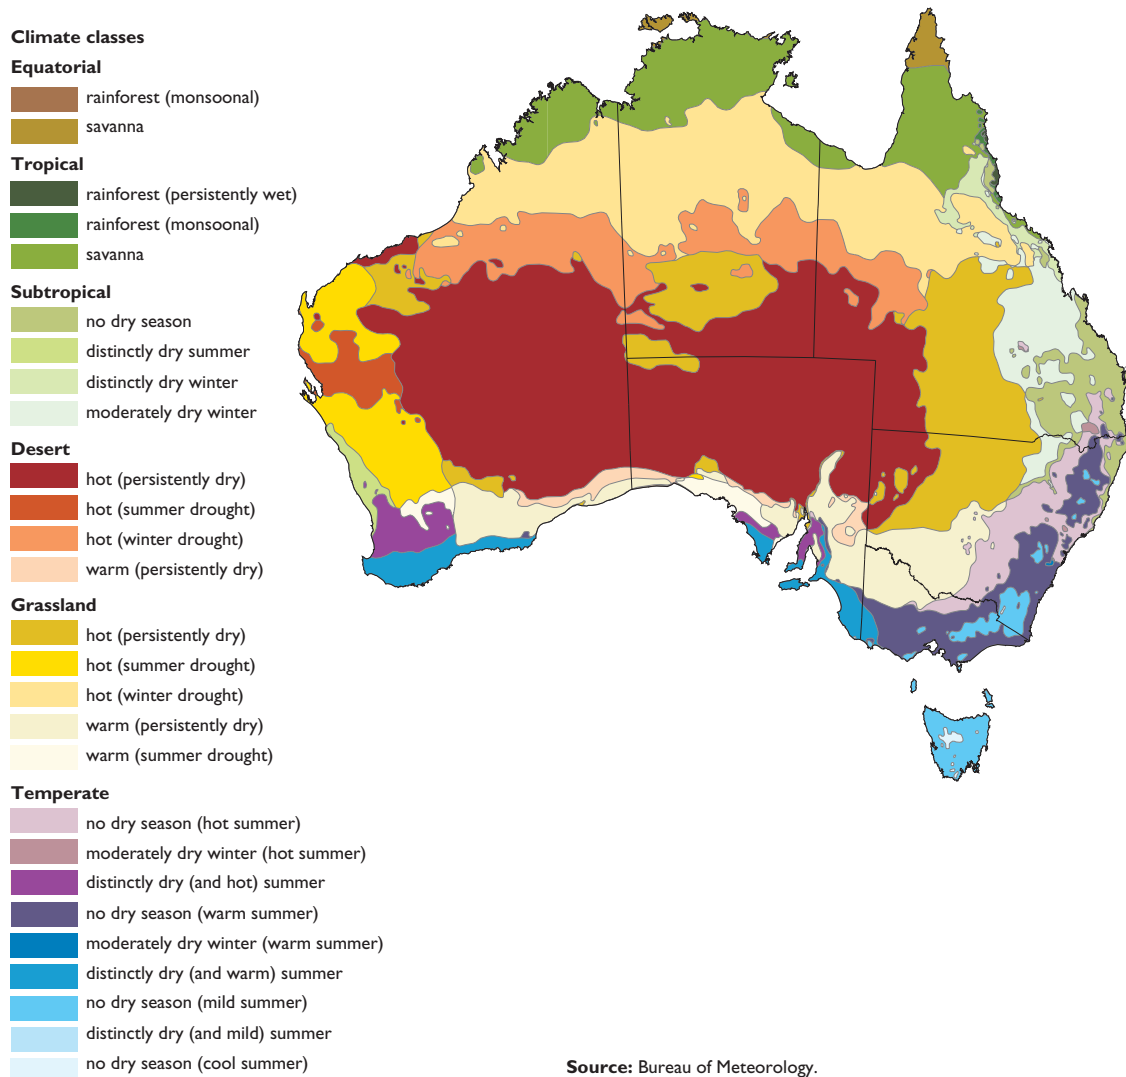 Climate classes
Equatorial
rainforest (monsoonal)
savanna
Tropical
rainforest (persistently wet)
rainforest (monsoonal)
savanna
Subtropical
no dry season
distinctly dry summer
distinctly dry winter
moderately dry winter
Desert
hot (persistently dry)
hot (summer drought)
hot (winter drought)
warm (persistently dry)
Grassland
hot (persistently dry)
hot (summer drought)
hot (winter drought)
warm (persistently dry)
warm (summer drought)
Temperate
no dry season (hot summer)
moderately dry winter (hot summer)
distinctly dry (and hot) summer
no dry season (warm summer)
moderately dry winter (warm summer)
distinctly dry (and warm) summer
no dry season (mild summer)
distinctly dry (and mild) summer
no dry season (cool summer)
Source: Bureau of Meteorology.